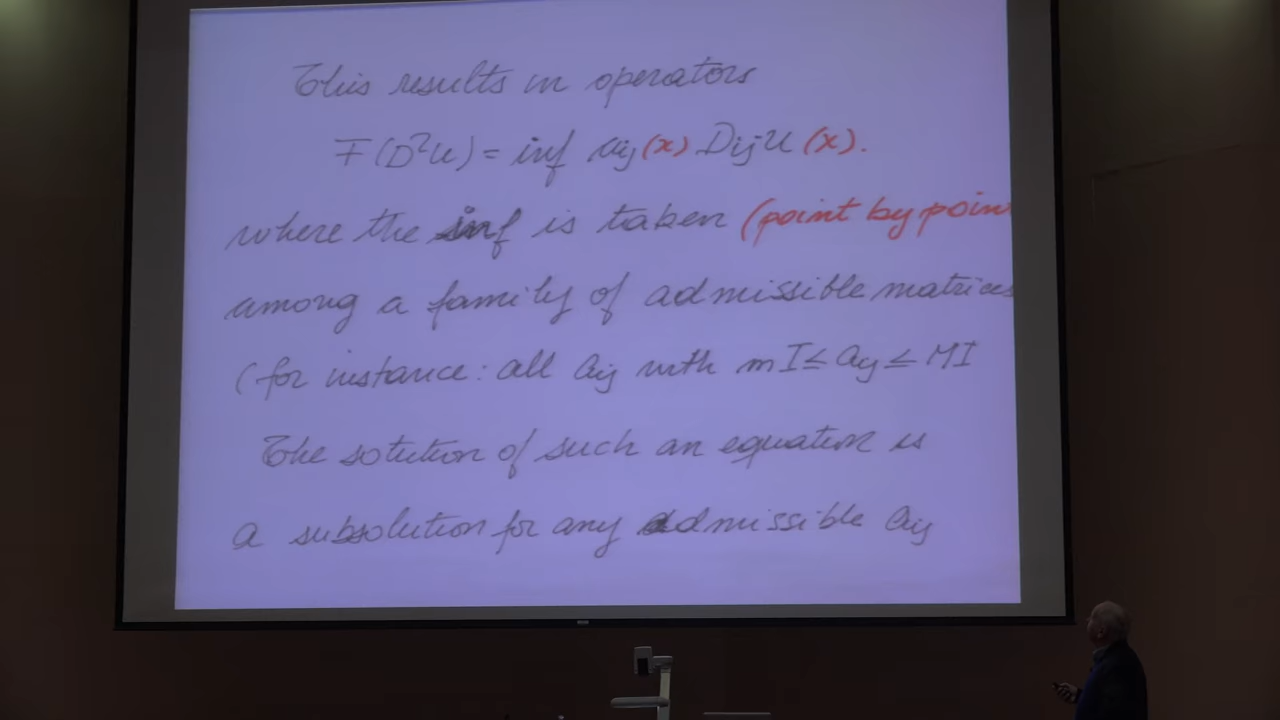 This results in operators
F(D²u) = inf aij(x) Diju (x).
where the inf is taken (point by poin
among a family of admissible matrices
(for instance: all aij with m I ≤ aij ≤ MI
The solution of such an equation is
a subsolution for any admissible aij